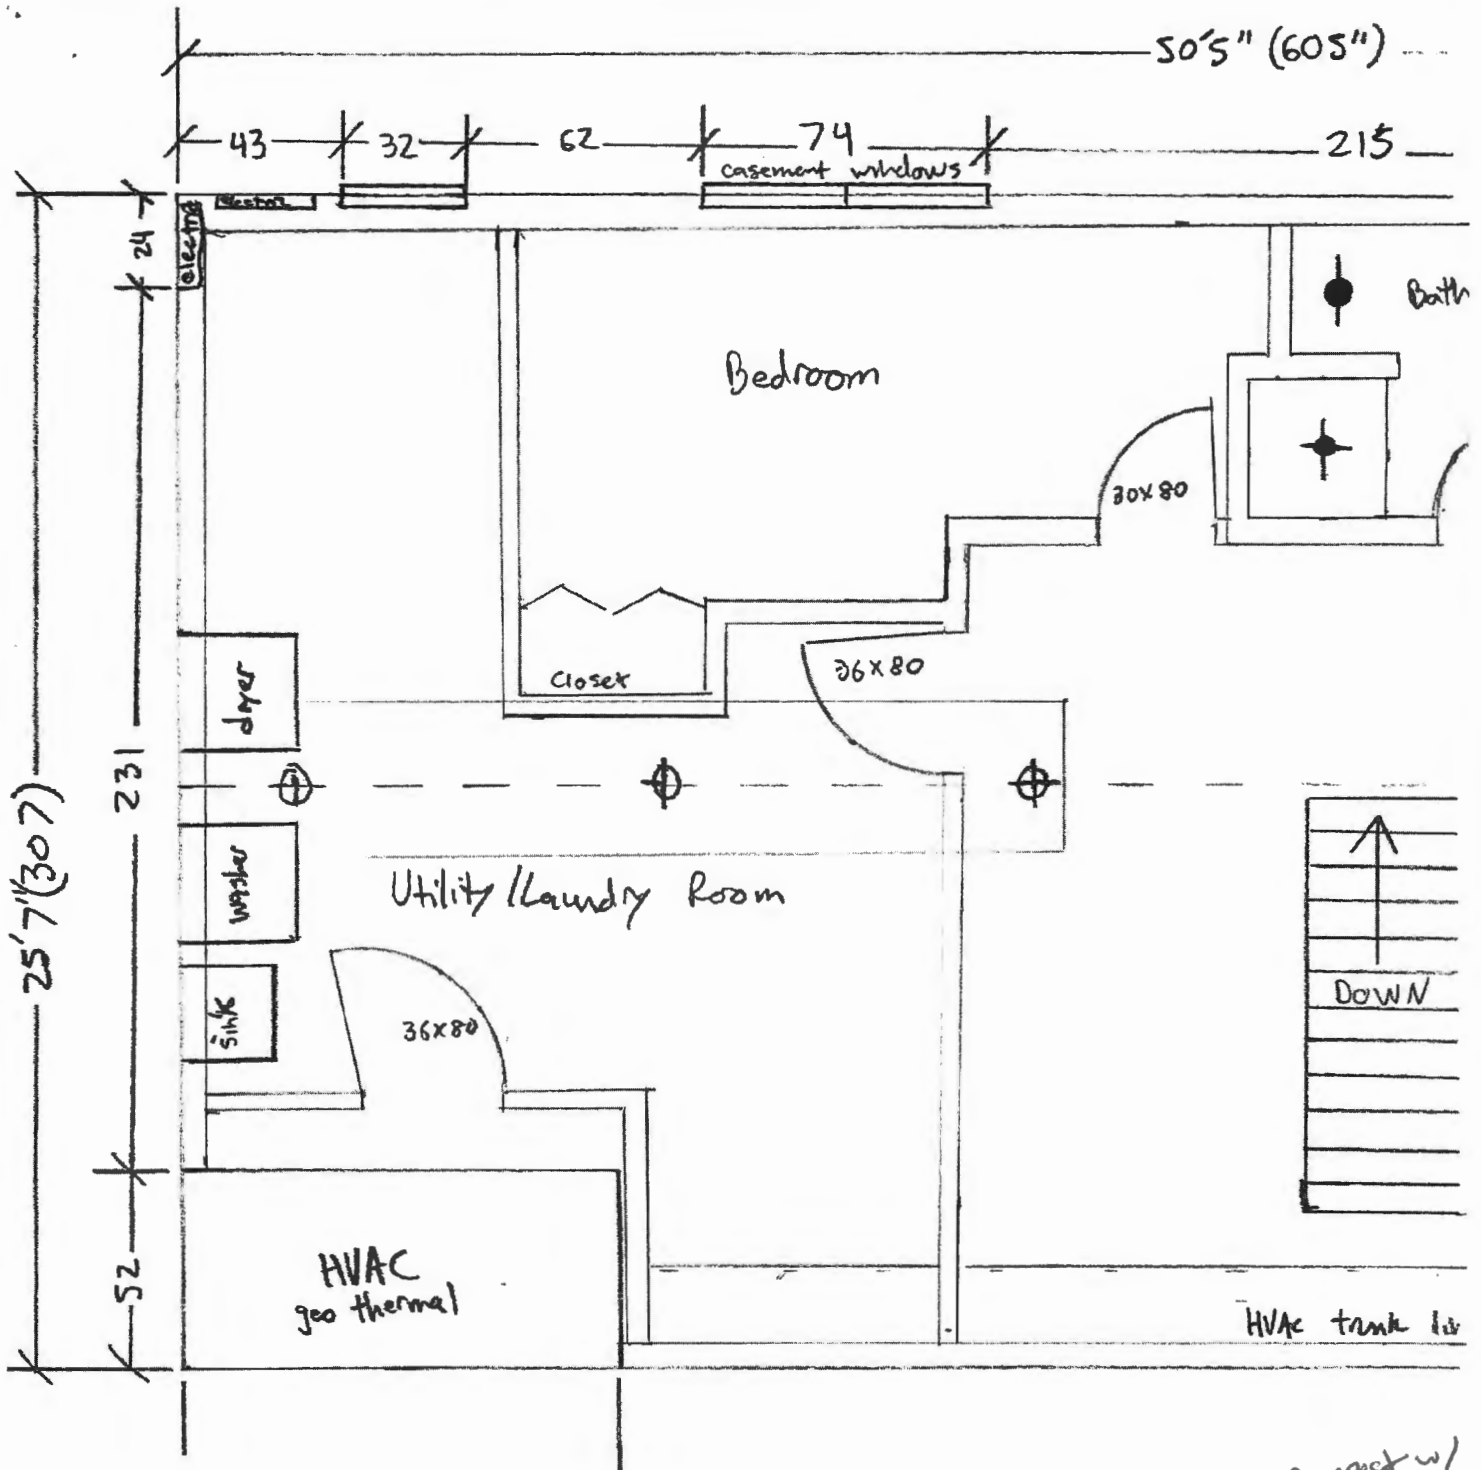 50'5" (605")
43 32 62 74 215
casement windows
electric
electric
24
Bath
Bedroom
30X80
36X80
Closet
dryer
231
25'7"(307)
washer
Utility/Laundry Room
DOWN
sink
36X80
52
HVAC
geo thermal
HVAC trunk
w/